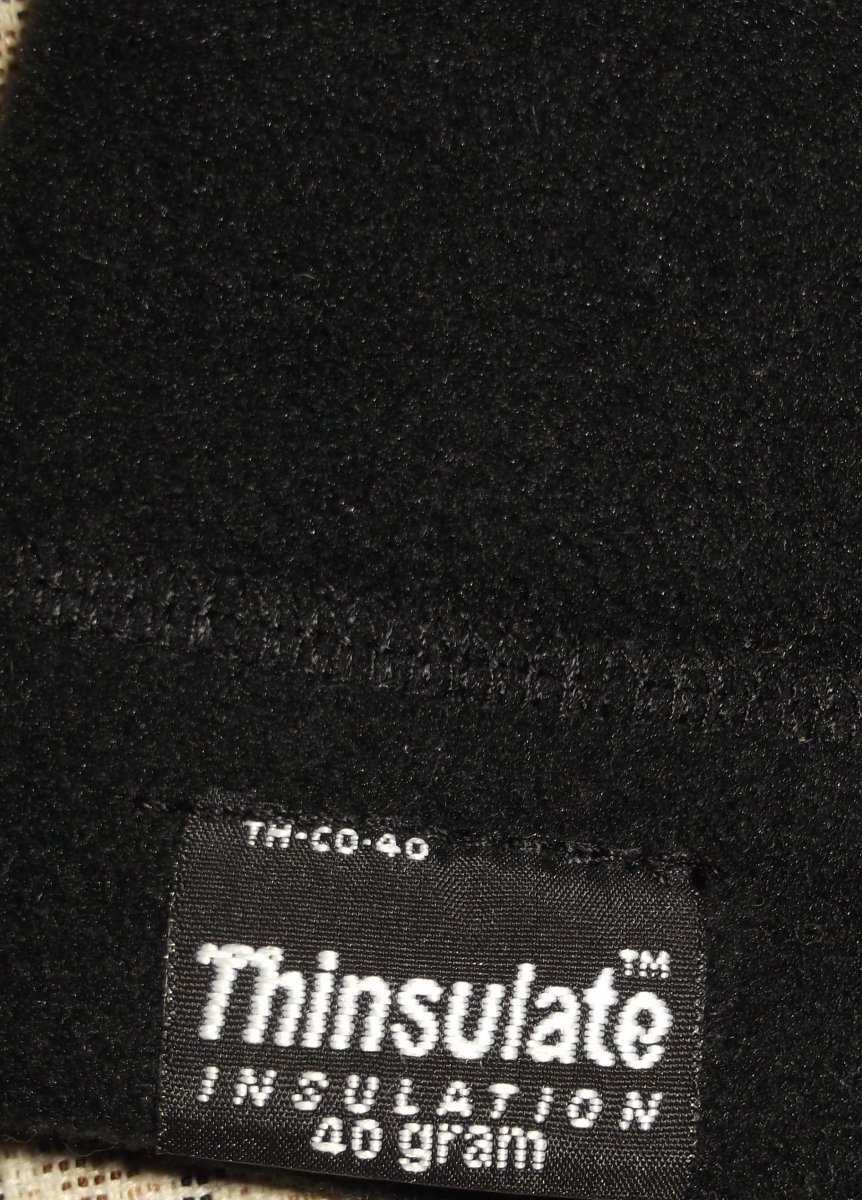 TH-CO-40
Thinsulate™
INSULATION
40 gram